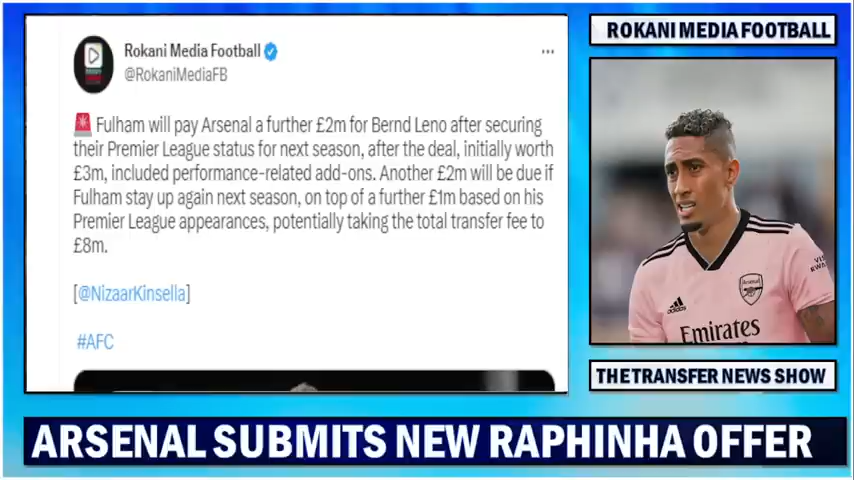 Rokani Media Football
@RokaniMediaFB
Fulham will pay Arsenal a further £2m for Bernd Leno after securing
their Premier League status for next season, after the deal, initially worth
£3m, included performance-related add-ons. Another £2m will be due if
Fulham stay up again next season, on top of a further £1m based on his
Premier League appearances, potentially taking the total transfer fee to
£8m.
[@NizaarKinsella]
#AFC
ROKANI MEDIA FOOTBALL
adidas
Arsenal
Emirates
THE TRANSFER NEWS SHOW
ARSENAL SUBMITS NEW RAPHINHA OFFER